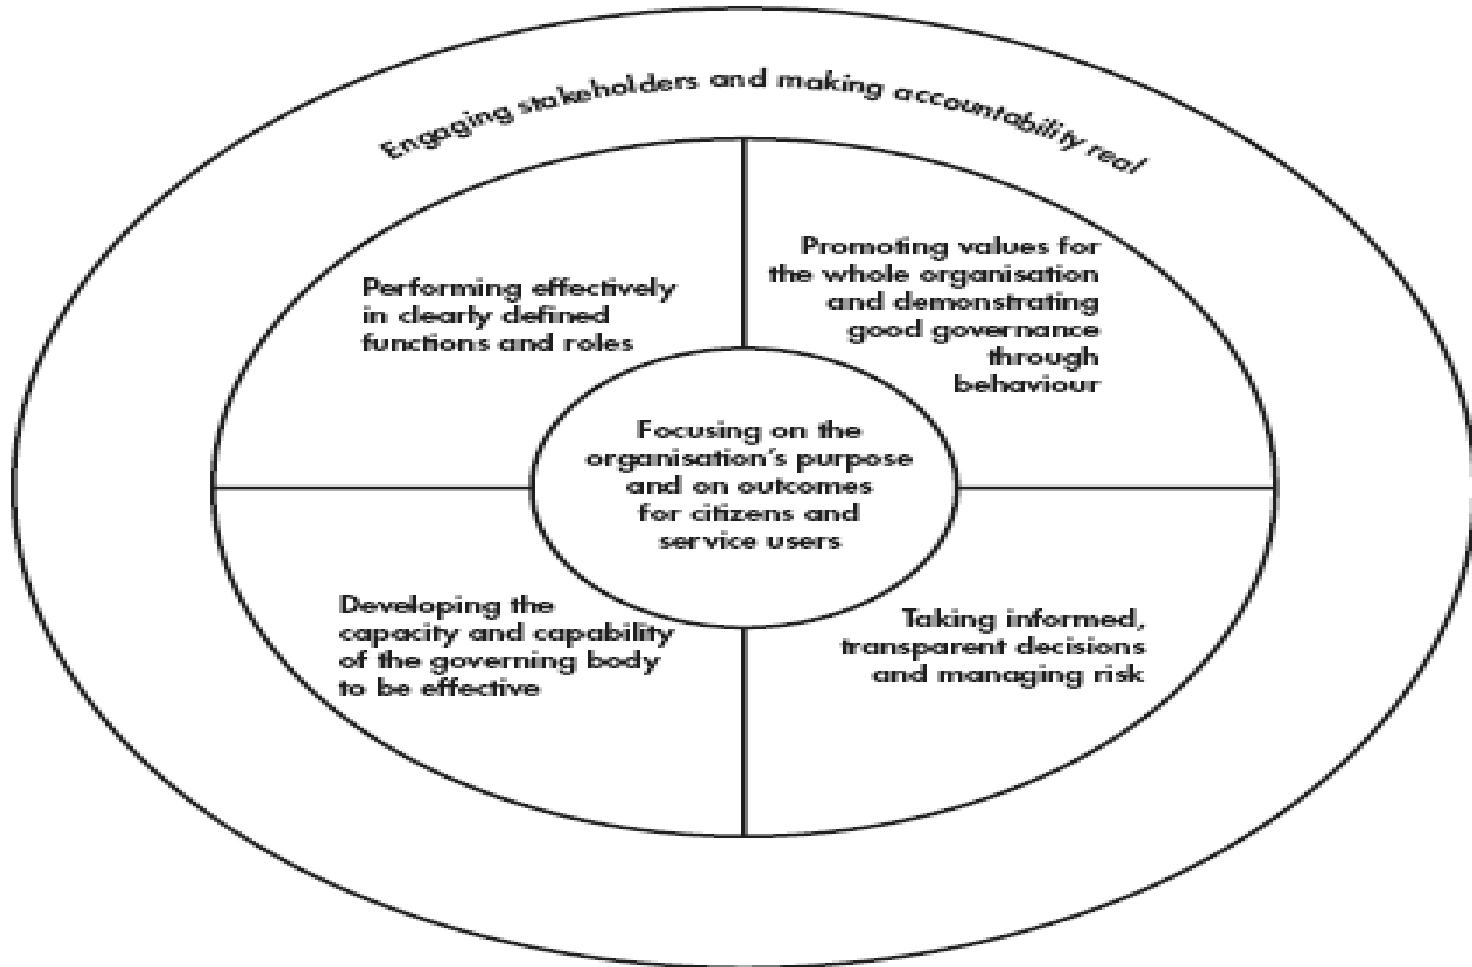 Engaging stakeholders and making accountability real
Performing effectively
in clearly defined
functions and roles
Promoting values for
the whole organisation
and demonstrating
good governance
through
behaviour
Focusing on the
organisation's purpose
and on outcomes
for citizens and
service users
Developing the
capacity and capability
of the governing body
to be effective
Taking informed,
transparent decisions
and managing risk